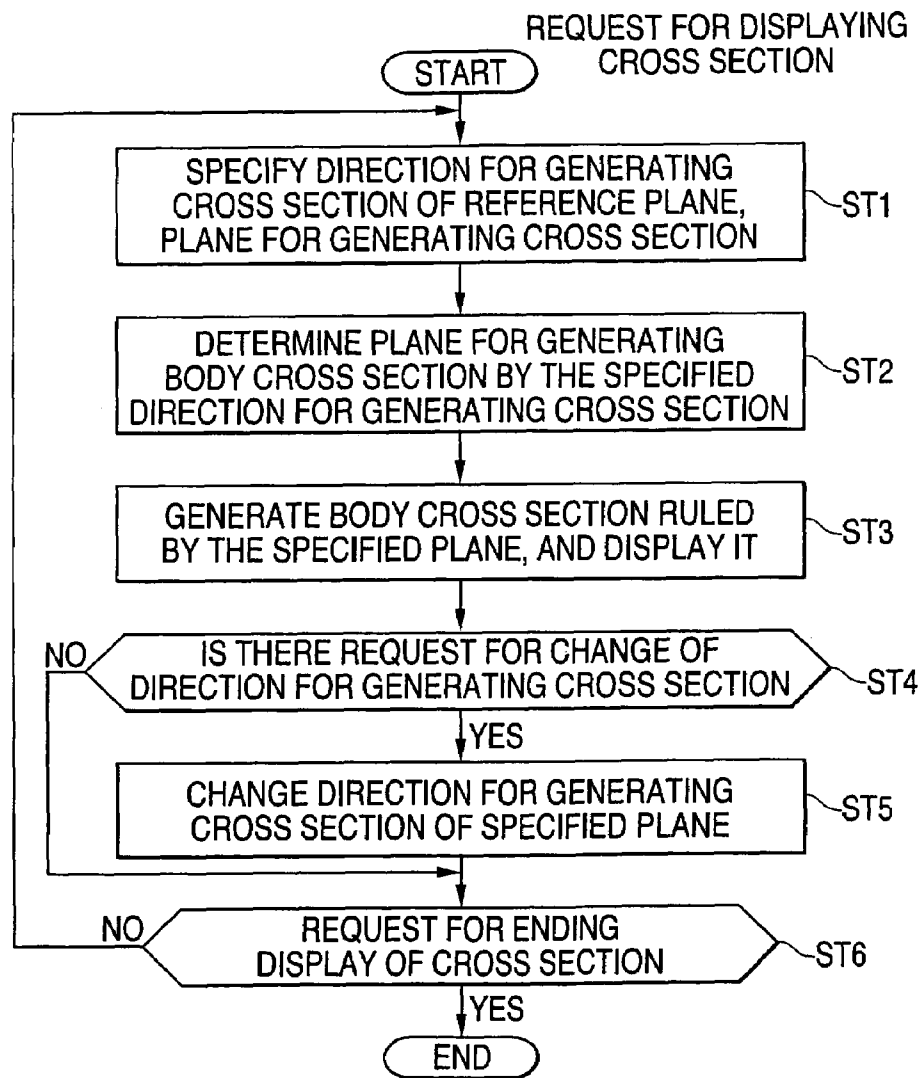 REQUEST FOR DISPLAYING
CROSS SECTION
START
SPECIFY DIRECTION FOR GENERATING
CROSS SECTION OF REFERENCE PLANE,
PLANE FOR GENERATING CROSS SECTION
ST1
DETERMINE PLANE FOR GENERATING
BODY CROSS SECTION BY THE SPECIFIED
DIRECTION FOR GENERATING CROSS SECTION
ST2
GENERATE BODY CROSS SECTION RULED
BY THE SPECIFIED PLANE, AND DISPLAY IT
ST3
NO
IS THERE REQUEST FOR CHANGE OF
DIRECTION FOR GENERATING CROSS SECTION
ST4
YES
CHANGE DIRECTION FOR GENERATING
CROSS SECTION OF SPECIFIED PLANE
ST5
NO
REQUEST FOR ENDING
DISPLAY OF CROSS SECTION
ST6
YES
END